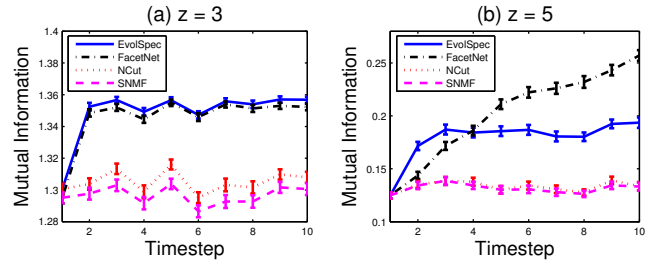 (a) z = 3
1.4
1.38
1.36
1.34
1.32
1.3
1.28
Mutual Information
EvolSpec
FacetNet
NCut
SNMF
2 4 6 8 10
Timestep
(b) z = 5
0.25
0.2
0.15
0.1
Mutual Information
EvolSpec
FacetNet
NCut
SNMF
2 4 6 8 10
Timestep